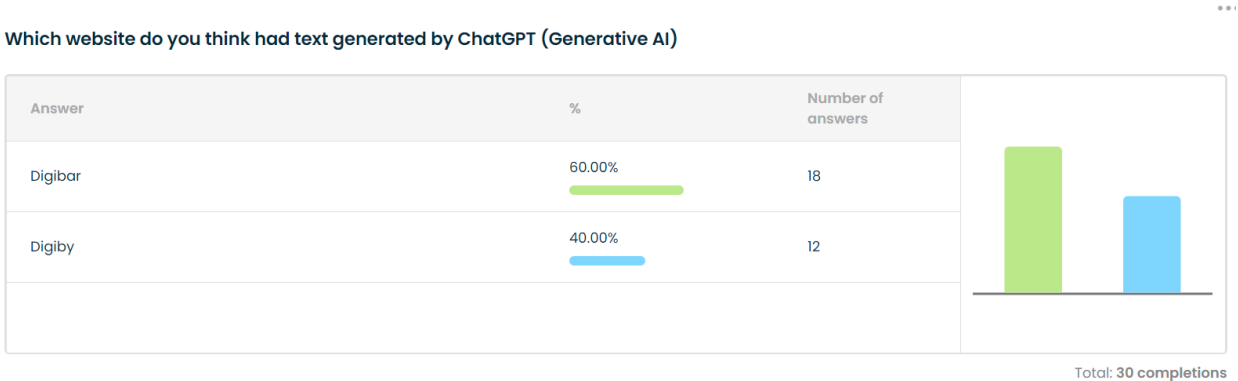 Which website do you think had text generated by ChatGPT (Generative AI)
Answer % Number of
answers
Digibar 60.00% 18
Digiby 40.00% 12
Total: 30 completions